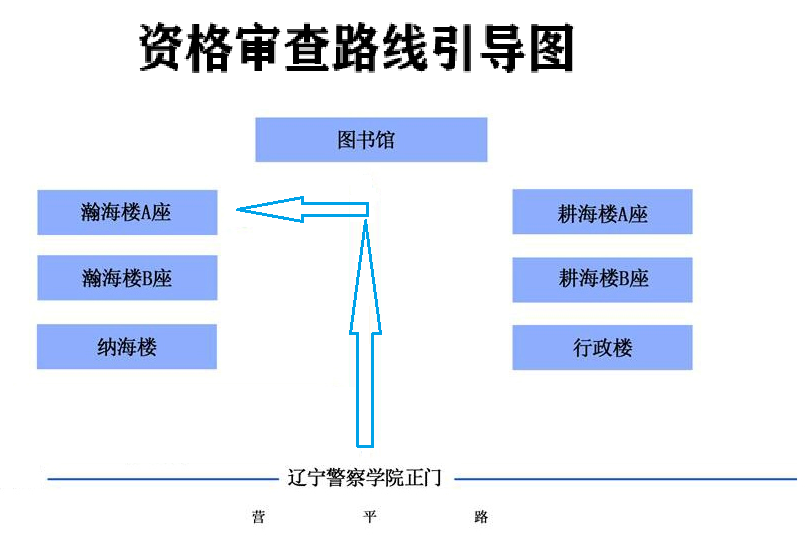 资格审查路线引导图
图书馆
瀚海楼A座
耕海楼A座
瀚海楼B座
耕海楼B座
纳海楼
行政楼
辽宁警察学院正门
营 平 路